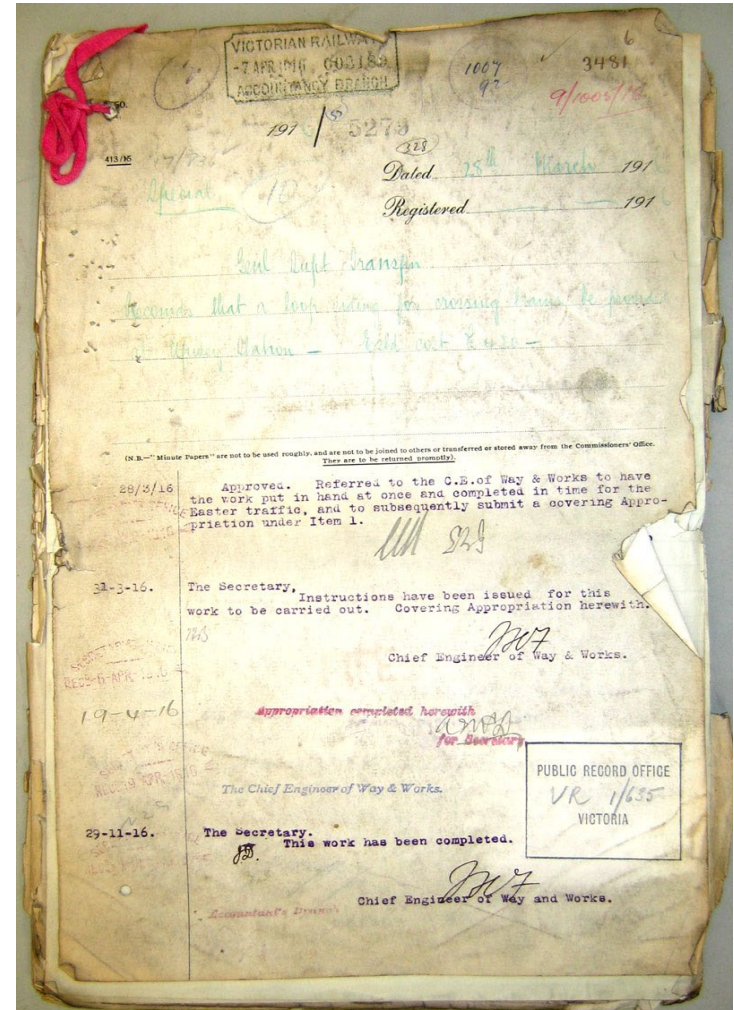 VICTORIAN RAILWAYS
-7 APR 1916 603189
ACCOUNTANCY BRANCH
1007
6
3481
191 / 5279
328
413/15
Dated 28th March 191
Special 10
Registered 191
Genl Supt Transpn
that a loop siding for crossing trains be provided
at Station — Estd cost £420 —
(N.B.—"Minute Papers" are not to be used roughly, and are not to be joined to others or transferred or stored away from the Commissioners' Office.
They are to be returned promptly).
28/3/16 Approved. Referred to the C.E.of Way & Works to have
the work put in hand at once and completed in time for the
Easter traffic, and to subsequently submit a covering Appro-
priation under Item 1.
31-3-16. The Secretary,
Instructions have been issued for this
work to be carried out. Covering Appropriation herewith.
Chief Engineer of Way & Works.
19-4-16 Appropriation completed herewith
for Secretary
The Chief Engineer of Way & Works.
PUBLIC RECORD OFFICE
VR 1/635
VICTORIA
29-11-16. The Secretary.
This work has been completed.
Chief Engineer of Way and Works.
Accountant's Branch